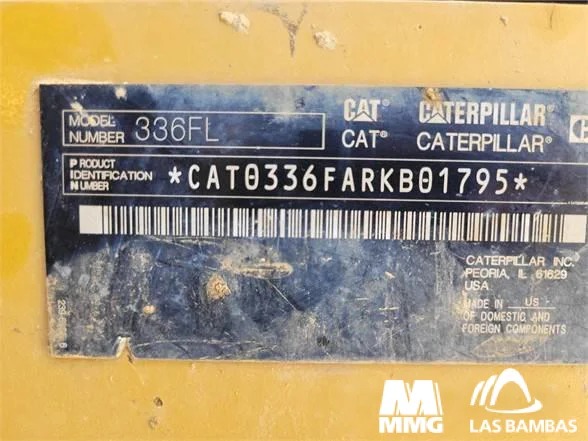 MODEL NUMBER 336FL
CAT® CATERPILLAR®
CAT® CATERPILLAR®
PRODUCT IDENTIFICATION NUMBER *CAT0336FARKB01795*
CATERPILLAR INC.
PEORIA, IL 61629
USA
MADE IN US
OF DOMESTIC AND
FOREIGN COMPONENTS
MMG LAS BAMBAS